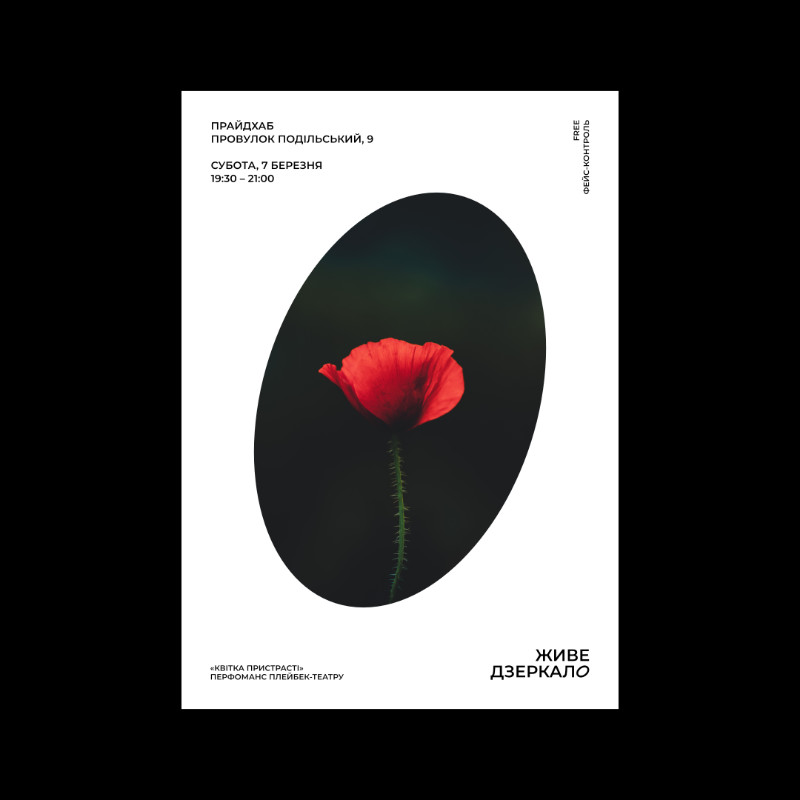 ПРАЙДХАБ
ПРОВУЛОК ПОДІЛЬСЬКИЙ, 9
СУБОТА, 7 БЕРЕЗНЯ
19:30 – 21:00
FREE
ФЕЙС-КОНТРОЛЬ
«КВІТКА ПРИСТРАСТІ»
ПЕРФОМАНС ПЛЕЙБЕК-ТЕАТРУ
ЖИВЕ
ДЗЕРКАЛО